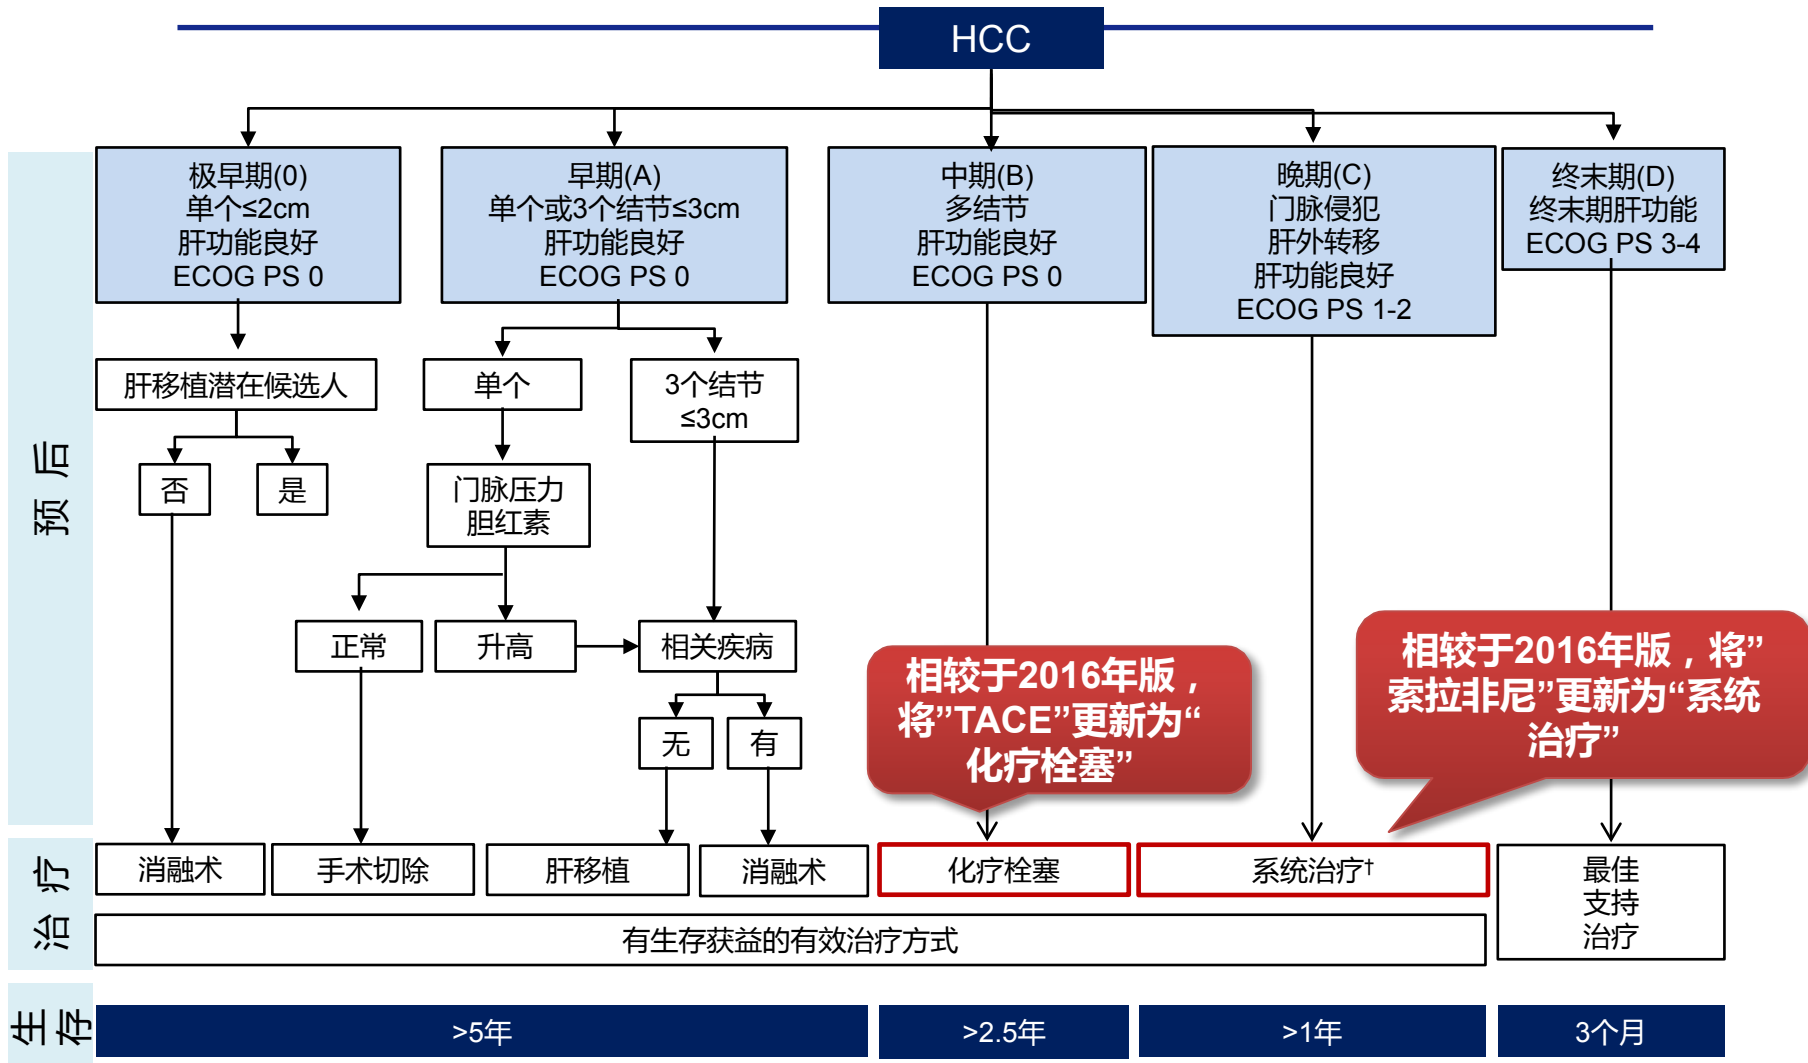 HCC
极早期(0)
单个≤2cm
肝功能良好
ECOG PS 0
早期(A)
单个或3个结节≤3cm
肝功能良好
ECOG PS 0
中期(B)
多结节
肝功能良好
ECOG PS 0
晚期(C)
门脉侵犯
肝外转移
肝功能良好
ECOG PS 1-2
终末期(D)
终末期肝功能
ECOG PS 3-4
预后
肝移植潜在候选人
单个
3个结节
≤3cm
否
是
门脉压力
胆红素
正常
升高
相关疾病
无
有
相较于2016年版，
将”TACE”更新为“
化疗栓塞”
相较于2016年版，将”
索拉非尼”更新为“系统
治疗”
治疗
消融术
手术切除
肝移植
消融术
化疗栓塞
系统治疗†
最佳
支持
治疗
有生存获益的有效治疗方式
生存
>5年
>2.5年
>1年
3个月